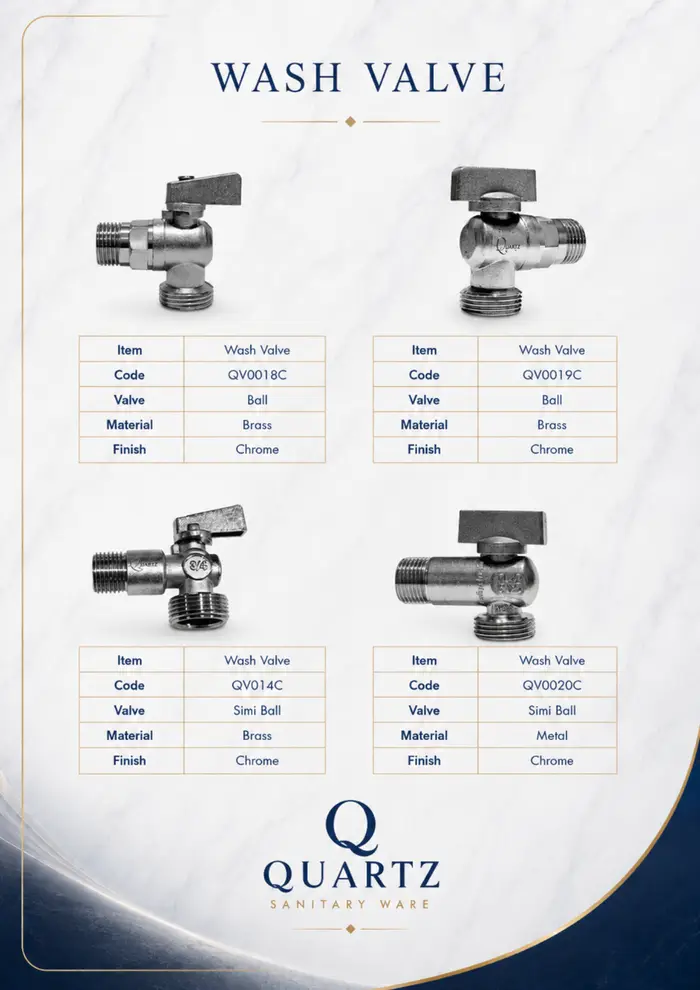 WASH VALVE
QUARTZ
Item Wash Valve
Code QV0018C
Valve Ball
Material Brass
Finish Chrome
Item Wash Valve
Code QV0019C
Valve Ball
Material Brass
Finish Chrome
QUARTZ
3/4
Item Wash Valve
Code QV014C
Valve Simi Ball
Material Brass
Finish Chrome
Item Wash Valve
Code QV0020C
Valve Simi Ball
Material Metal
Finish Chrome
Q
QUARTZ
SANITARY WARE